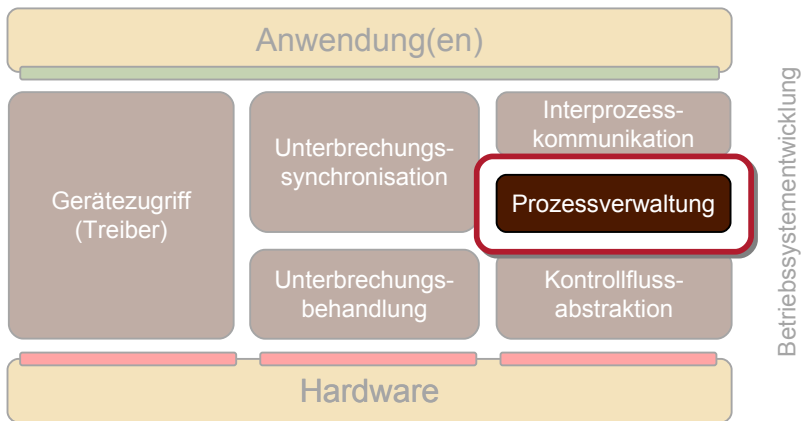 Anwendung(en)
Gerätezugriff
(Treiber)
Unterbrechungs-
synchronisation
Unterbrechungs-
behandlung
Interprozess-
kommunikation
Prozessverwaltung
Kontrollfluss-
abstraktion
Hardware
Betriebssystementwicklung